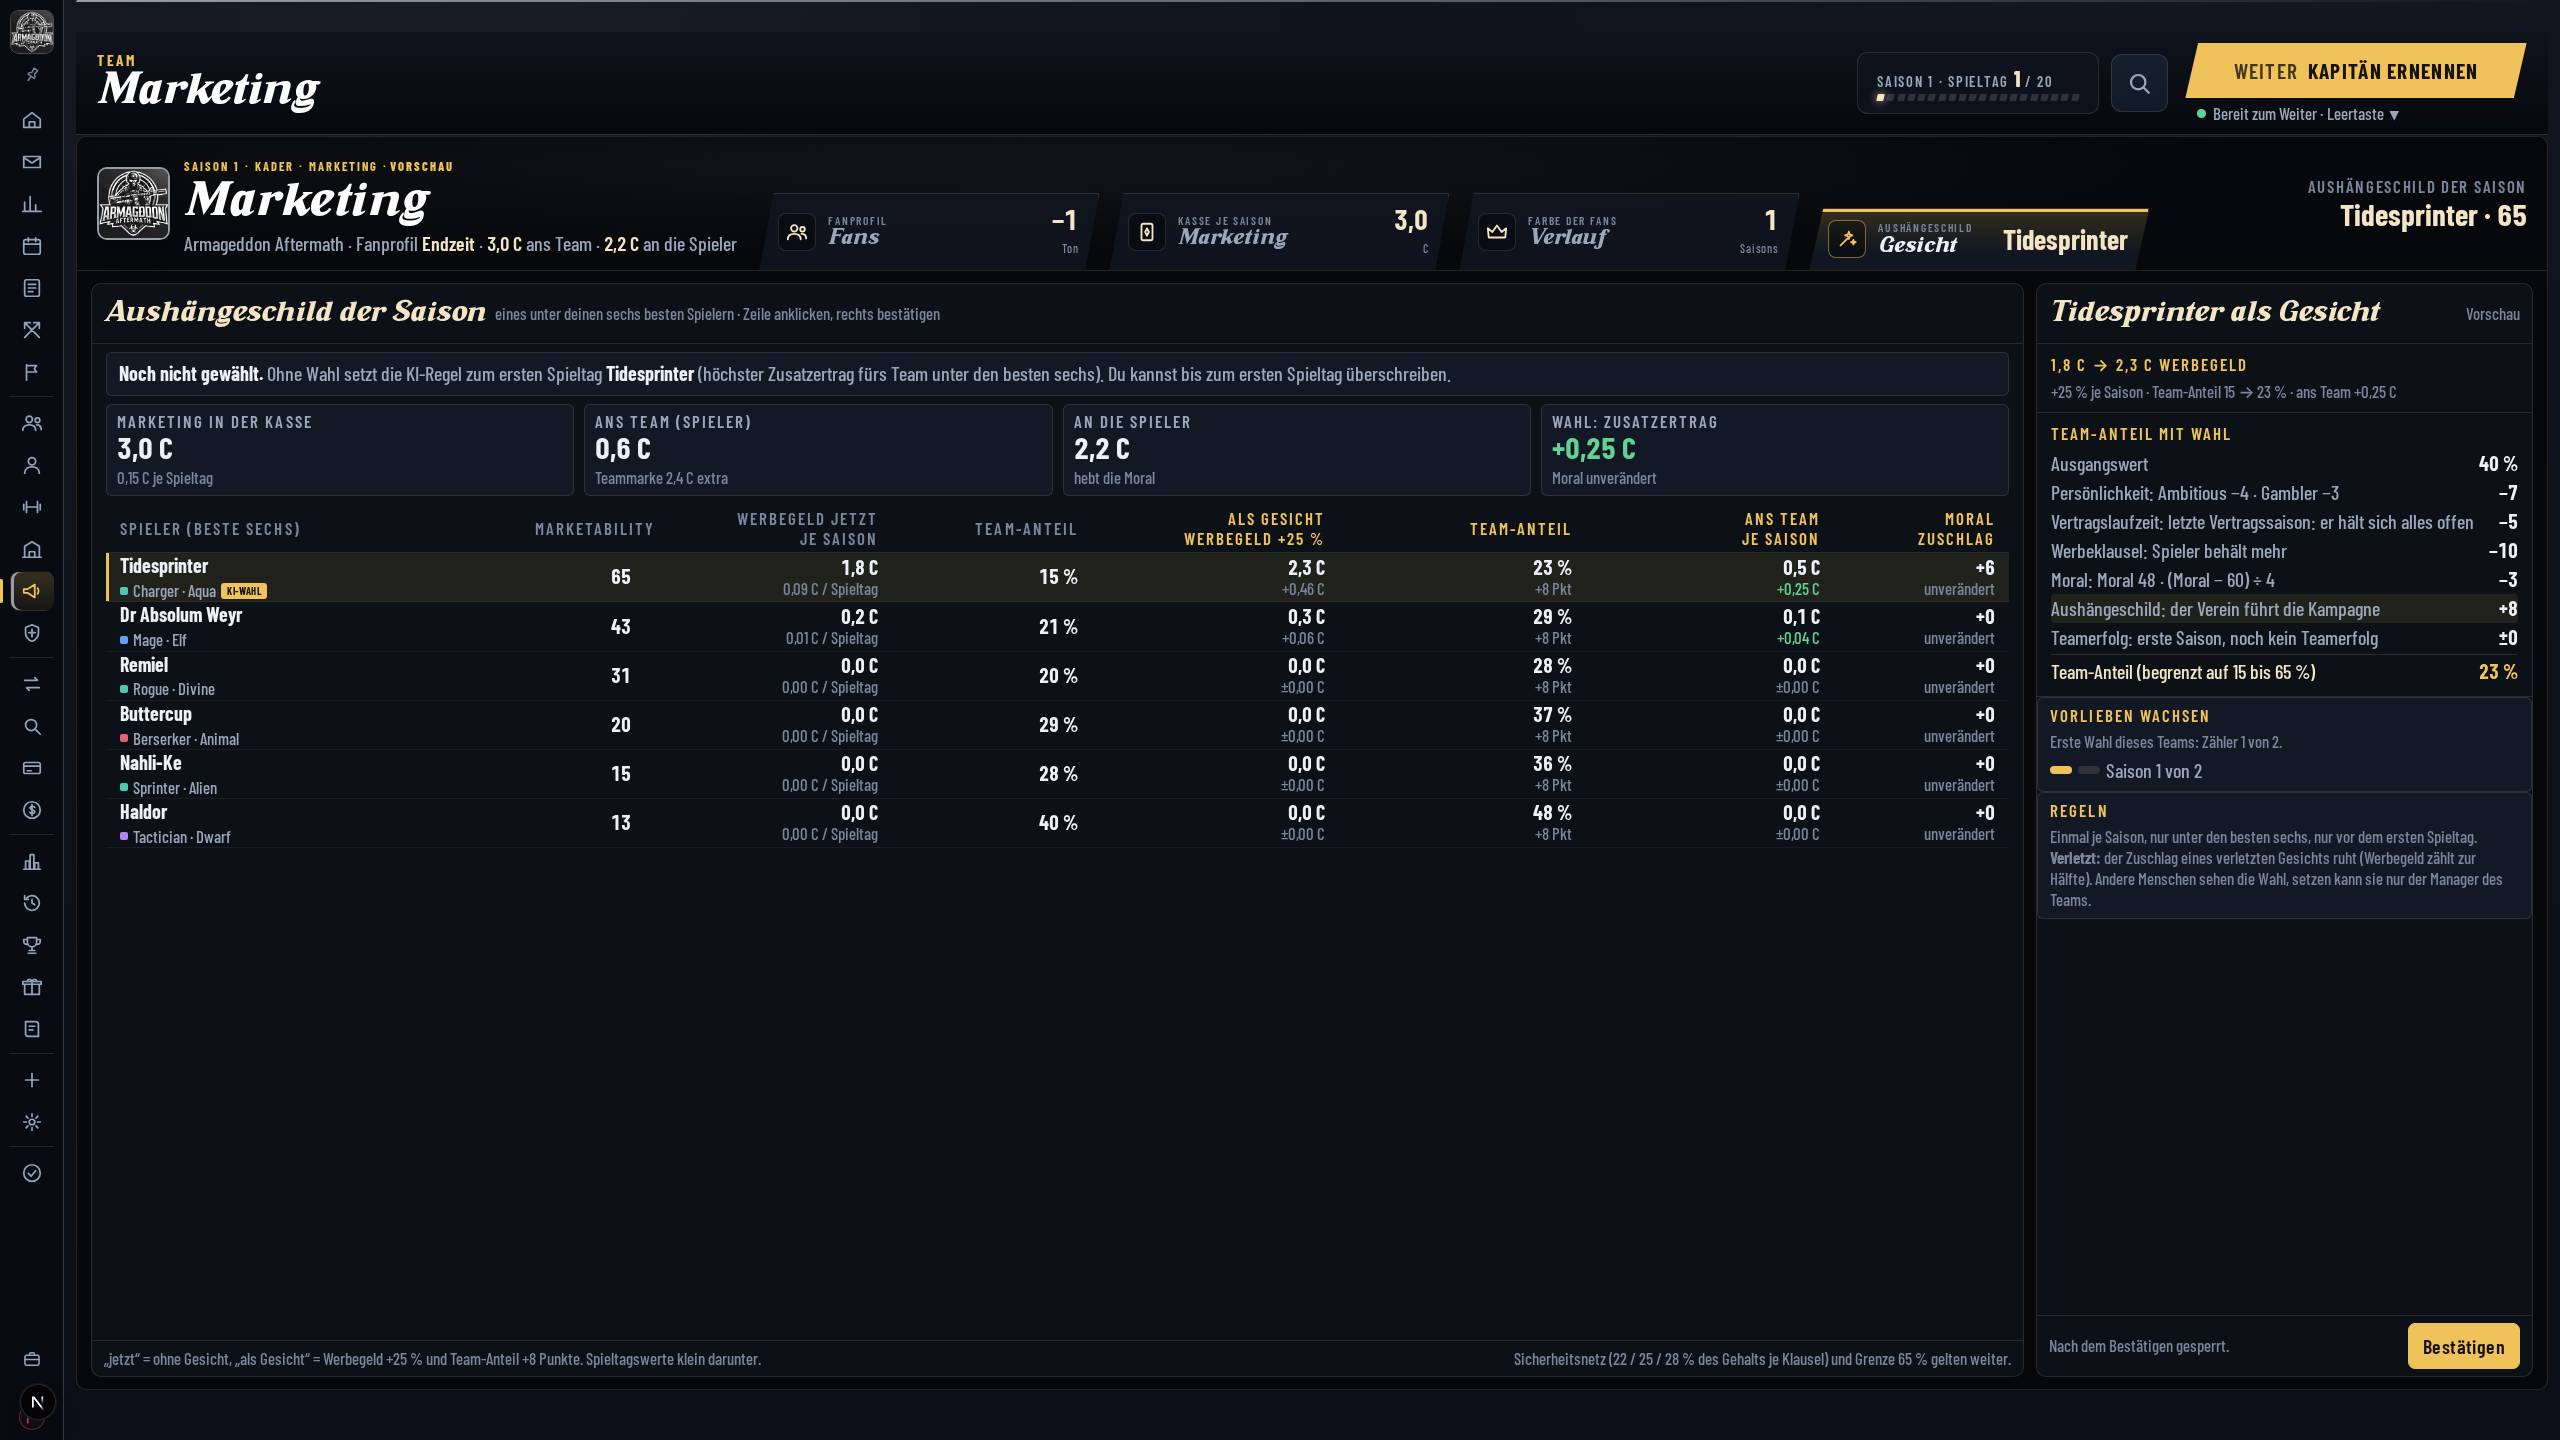 TEAM
Marketing
SAISON 1 · SPIELTAG 1 / 20
WEITER KAPITÄN ERNENNEN
Bereit zum Weiter · Leertaste ▼
ARMAGEDDON
AFTERMATH
SAISON 1 · KADER · MARKETING · VORSCHAU
Marketing
Armageddon Aftermath · Fanprofil Endzeit · 3,0 C ans Team · 2,2 C an die Spieler
FANPROFIL
Fans
−1
Ton
KASSE JE SAISON
Marketing
3,0
C
FARBE DER FANS
Verlauf
1
Saisons
AUSHÄNGESCHILD
Gesicht
Tidesprinter
AUSHÄNGESCHILD DER SAISON
Tidesprinter · 65
Aushängeschild der Saison eines unter deinen sechs besten Spielern · Zeile anklicken, rechts bestätigen
Noch nicht gewählt. Ohne Wahl setzt die KI-Regel zum ersten Spieltag Tidesprinter (höchster Zusatzertrag fürs Team unter den besten sechs). Du kannst bis zum ersten Spieltag überschreiben.
MARKETING IN DER KASSE
3,0 C
0,15 C je Spieltag
ANS TEAM (SPIELER)
0,6 C
Teammarke 2,4 C extra
AN DIE SPIELER
2,2 C
hebt die Moral
WAHL: ZUSATZERTRAG
+0,25 C
Moral unverändert
SPIELER (BESTE SECHS) MARKETABILITY WERBEGELD JETZT JE SAISON TEAM-ANTEIL ALS GESICHT WERBEGELD +25 % TEAM-ANTEIL ANS TEAM JE SAISON MORAL ZUSCHLAG
Tidesprinter 65 1,8 C 15 % 2,3 C 23 % 0,5 C +6
Charger · Aqua KI-WAHL 0,09 C / Spieltag +0,46 C +8 Pkt +0,25 C unverändert
Dr Absolum Weyr 43 0,2 C 21 % 0,3 C 29 % 0,1 C +0
Mage · Elf 0,01 C / Spieltag +0,06 C +8 Pkt +0,04 C unverändert
Remiel 31 0,0 C 20 % 0,0 C 28 % 0,0 C +0
Rogue · Divine 0,00 C / Spieltag ±0,00 C +8 Pkt ±0,00 C unverändert
Buttercup 20 0,0 C 29 % 0,0 C 37 % 0,0 C +0
Berserker · Animal 0,00 C / Spieltag ±0,00 C +8 Pkt ±0,00 C unverändert
Nahli-Ke 15 0,0 C 28 % 0,0 C 36 % 0,0 C +0
Sprinter · Alien 0,00 C / Spieltag ±0,00 C +8 Pkt ±0,00 C unverändert
Haldor 13 0,0 C 40 % 0,0 C 48 % 0,0 C +0
Tactician · Dwarf 0,00 C / Spieltag ±0,00 C +8 Pkt ±0,00 C unverändert
„jetzt“ = ohne Gesicht, „als Gesicht“ = Werbegeld +25 % und Team-Anteil +8 Punkte. Spieltagswerte klein darunter.
Sicherheitsnetz (22 / 25 / 28 % des Gehalts je Klausel) und Grenze 65 % gelten weiter.
Tidesprinter als Gesicht Vorschau
1,8 C → 2,3 C WERBEGELD
+25 % je Saison · Team-Anteil 15 → 23 % · ans Team +0,25 C
TEAM-ANTEIL MIT WAHL
Ausgangswert 40 %
Persönlichkeit: Ambitious −4 · Gambler −3 −7
Vertragslaufzeit: letzte Vertragssaison: er hält sich alles offen −5
Werbeklausel: Spieler behält mehr −10
Moral: Moral 48 · (Moral − 60) ÷ 4 −3
Aushängeschild: der Verein führt die Kampagne +8
Teamerfolg: erste Saison, noch kein Teamerfolg ±0
Team-Anteil (begrenzt auf 15 bis 65 %) 23 %
VORLIEBEN WACHSEN
Erste Wahl dieses Teams: Zähler 1 von 2.
Saison 1 von 2
REGELN
Einmal je Saison, nur unter den besten sechs, nur vor dem ersten Spieltag.
Verletzt: der Zuschlag eines verletzten Gesichts ruht (Werbegeld zählt zur
Hälfte). Andere Menschen sehen die Wahl, setzen kann sie nur der Manager des
Teams.
Nach dem Bestätigen gesperrt.
Bestätigen
N